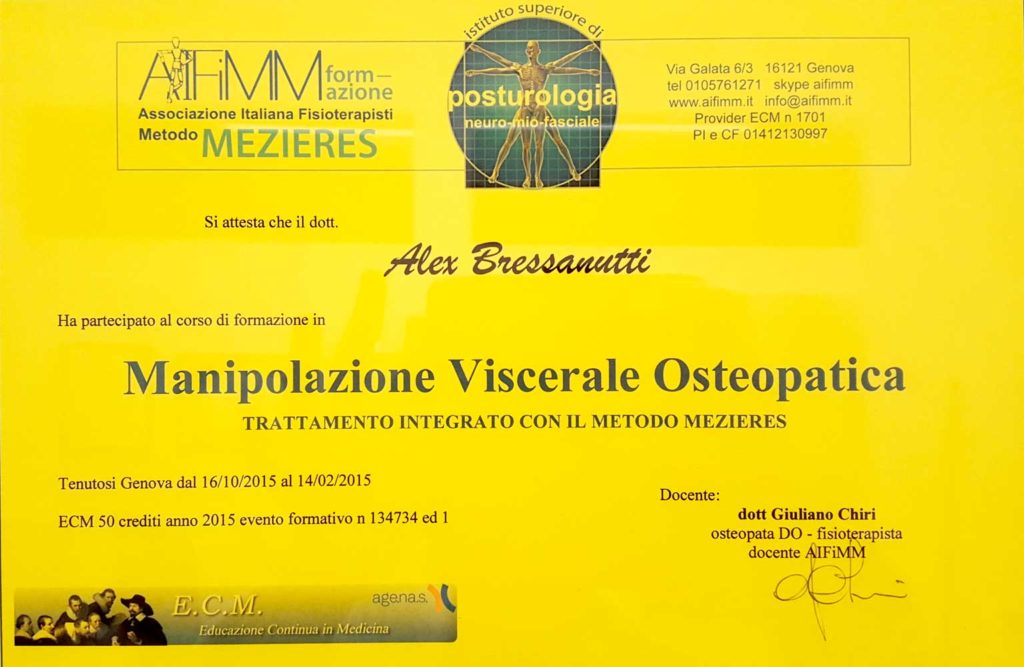 AIFiMM form—
azione
Associazione Italiana Fisioterapisti
Metodo MEZIERES
istituto superiore di
posturologia
neuro-mio-fasciale
Via Galata 6/3 16121 Genova
tel 0105761271 skype aifimm
www.aifimm.it info@aifimm.it
Provider ECM n 1701
PI e CF 01412130997
Si attesta che il dott.
Alex Bressanutti
Ha partecipato al corso di formazione in
Manipolazione Viscerale Osteopatica
TRATTAMENTO INTEGRATO CON IL METODO MEZIERES
Tenutosi Genova dal 16/10/2015 al 14/02/2015
ECM 50 crediti anno 2015 evento formativo n 134734 ed 1
Docente:
dott Giuliano Chiri
osteopata DO - fisioterapista
docente AIFiMM
E.C.M.
Educazione Continua in Medicina
age.na.s.